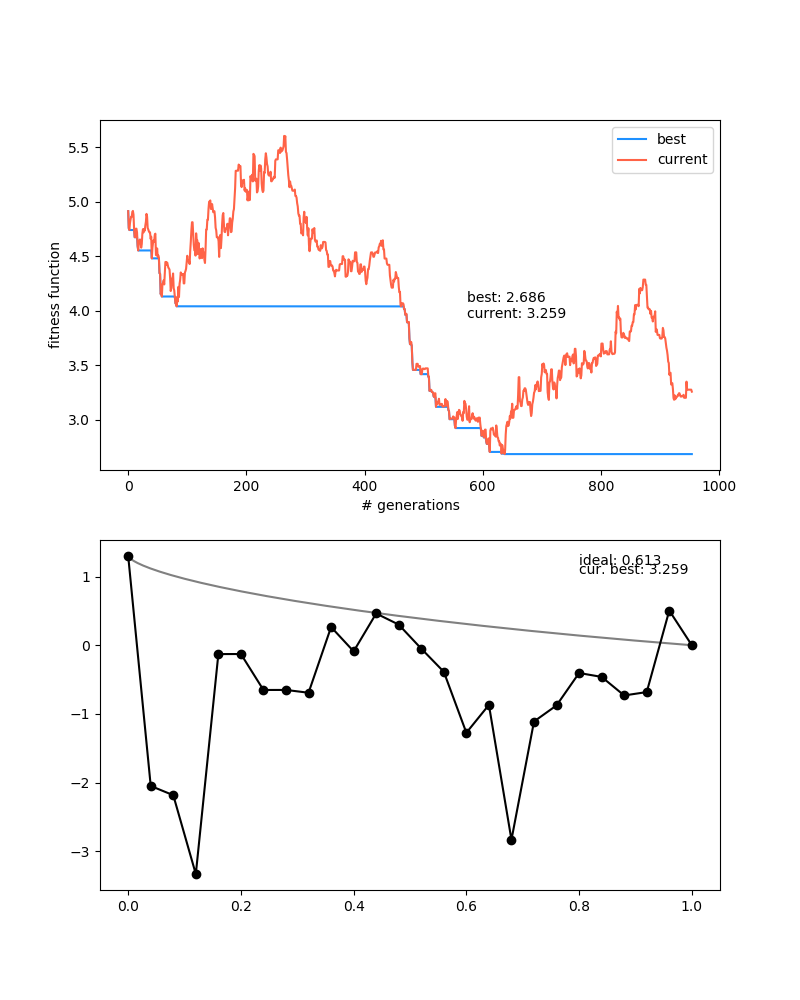 5.5
5.0
4.5
4.0
3.5
3.0
fitness function
best
current
best: 2.686
current: 3.259
0
200
400
600
800
1000
# generations
1
0
−1
−2
−3
ideal: 0.613
cur. best: 3.259
0.0
0.2
0.4
0.6
0.8
1.0